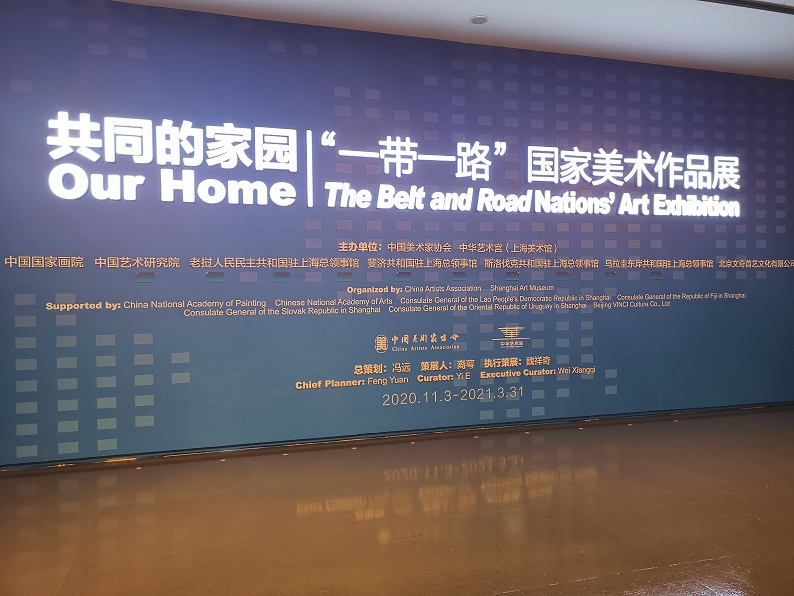 共同的家园 | “一带一路” 国家美术作品展
Our Home | The Belt and Road Nations' Art Exhibition
主办单位：中国美术家协会 中华艺术宫（上海美术馆）
中国国家画院 中国艺术研究院 老挝人民民主共和国驻上海总领事馆 斐济共和国驻上海总领事馆 斯洛伐克共和国驻上海总领事馆 乌拉圭东岸共和国驻上海总领事馆 北京文奇首艺文化有限公司
Organized by: China Artists Association Shanghai Art Museum
Supported by: China National Academy of Painting Chinese National Academy of Arts Consulate General of the Lao People's Democratic Republic in Shanghai Consulate General of the Republic of Fiji in Shanghai
Consulate General of the Slovak Republic in Shanghai Consulate General of the Oriental Republic of Uruguay in Shanghai Beijing VINCI Culture Co., Ltd
中国美术家协会 中华艺术宫
China Artists Association
总策划：冯远 策展人：裔萼 执行策展：魏祥奇
Chief Planner: Feng Yuan Curator: Yi E Executive Curator: Wei Xiangqi
2020.11.3-2021.3.31